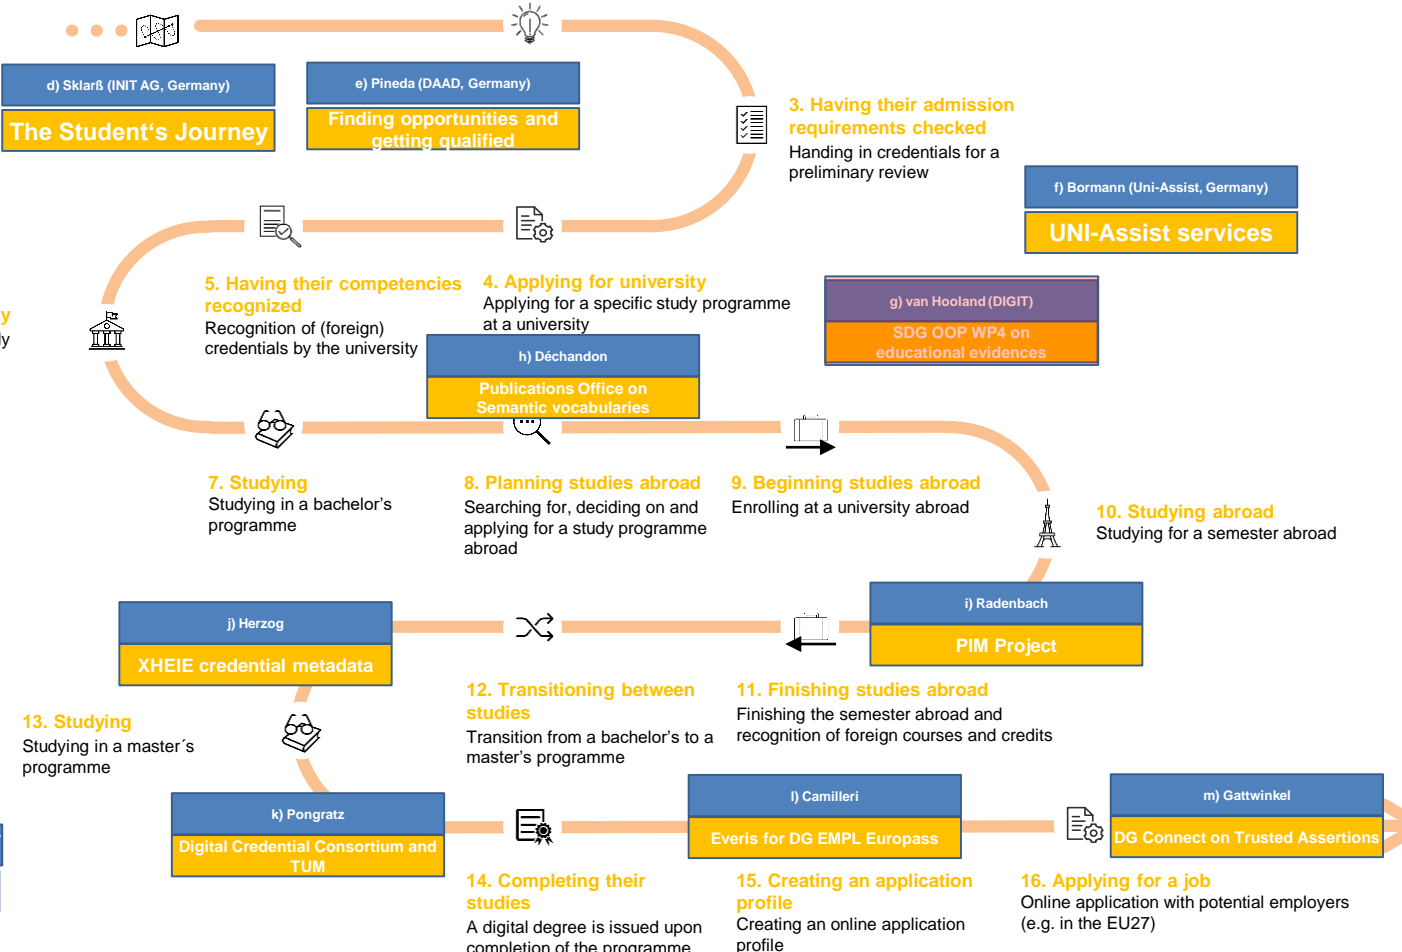 d) Sklarß (INIT AG, Germany)
The Student‘s Journey
e) Pineda (DAAD, Germany)
Finding opportunities and
getting qualified
3. Having their admission
requirements checked
Handing in credentials for a
preliminary review
f) Bormann (Uni-Assist, Germany)
UNI-Assist services
5. Having their competencies
recognized
Recognition of (foreign)
credentials by the university
4. Applying for university
Applying for a specific study programme
at a university
g) van Hooland (DIGIT)
SDG OOP WP4 on
educational evidences
y
ly
h) Déchandon
Publications Office on
Semantic vocabularies
7. Studying
Studying in a bachelor's
programme
8. Planning studies abroad
Searching for, deciding on and
applying for a study programme
abroad
9. Beginning studies abroad
Enrolling at a university abroad
10. Studying abroad
Studying for a semester abroad
i) Radenbach
PIM Project
j) Herzog
XHEIE credential metadata
12. Transitioning between
studies
Transition from a bachelor's to a
master's programme
11. Finishing studies abroad
Finishing the semester abroad and
recognition of foreign courses and credits
13. Studying
Studying in a master´s
programme
k) Pongratz
Digital Credential Consortium and
TUM
l) Camilleri
Everis for DG EMPL Europass
m) Gattwinkel
DG Connect on Trusted Assertions
14. Completing their
studies
A digital degree is issued upon
completion of the programme
15. Creating an application
profile
Creating an online application
profile
16. Applying for a job
Online application with potential employers
(e.g. in the EU27)